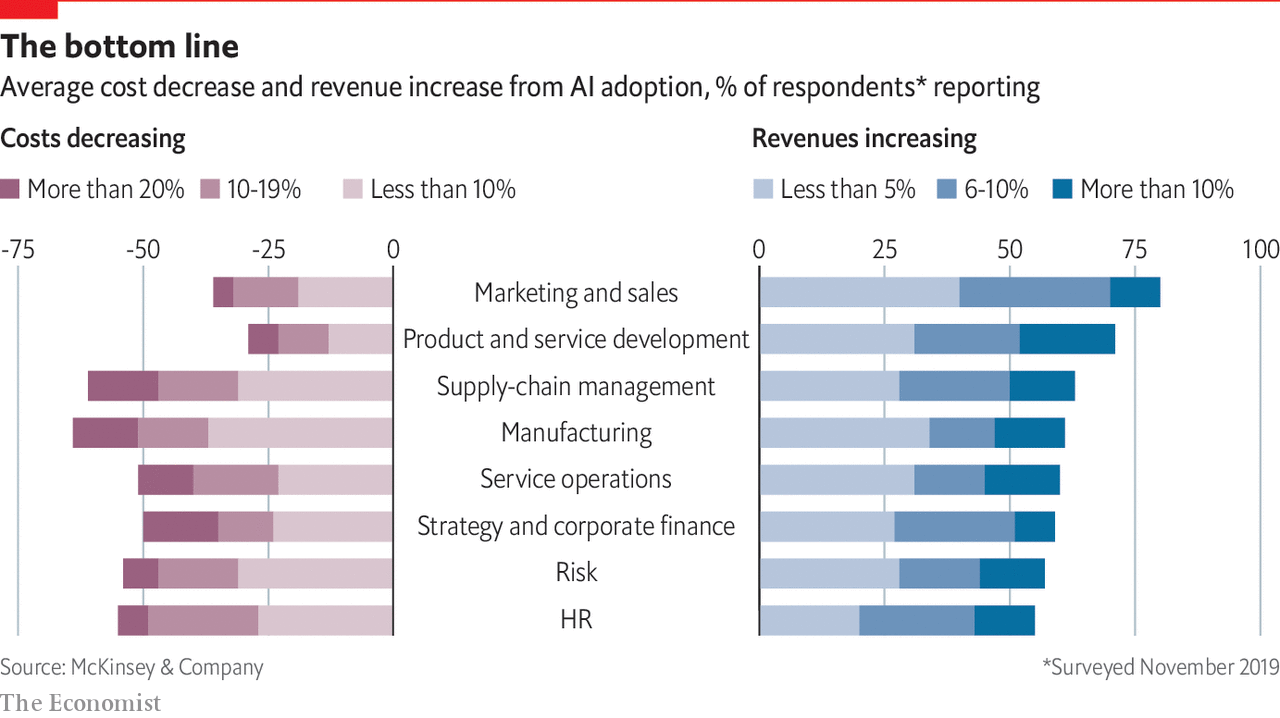 The bottom line
Average cost decrease and revenue increase from AI adoption, % of respondents* reporting
Costs decreasing
More than 20% 10-19% Less than 10%
-75 -50 -25 0
Revenues increasing
Less than 5% 6-10% More than 10%
0 25 50 75 100
Marketing and sales
Product and service development
Supply-chain management
Manufacturing
Service operations
Strategy and corporate finance
Risk
HR
Source: McKinsey & Company
*Surveyed November 2019
The Economist